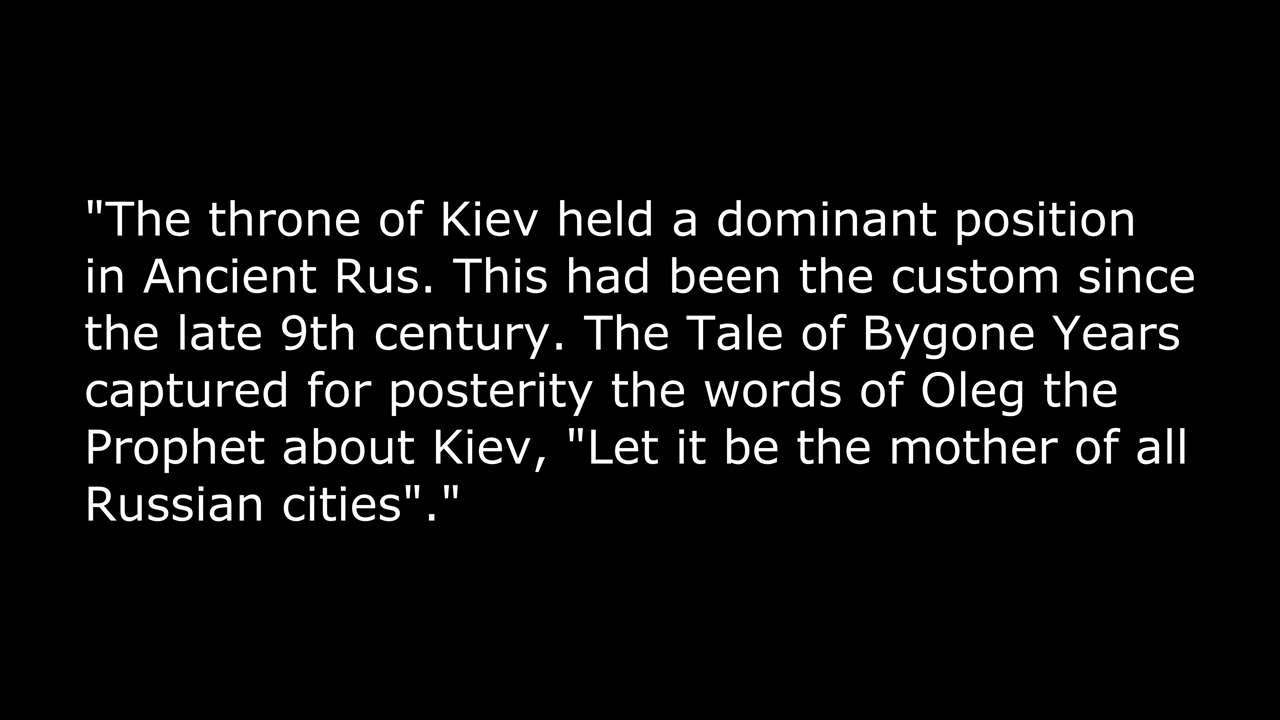 "The throne of Kiev held a dominant position
in Ancient Rus. This had been the custom since
the late 9th century. The Tale of Bygone Years
captured for posterity the words of Oleg the
Prophet about Kiev, "Let it be the mother of all
Russian cities"."